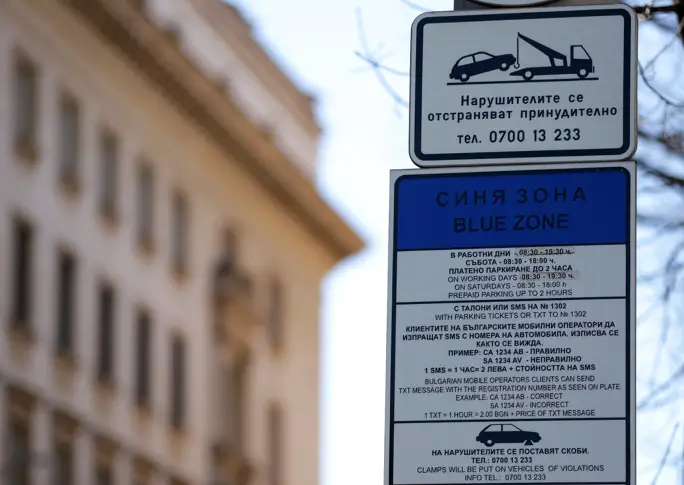 Нарушителите се
отстраняват принудително
тел. 0700 13 233
СИНЯ ЗОНА
BLUE ZONE
В РАБОТНИ ДНИ - 08:30 - 19:30 ч.
СЪБОТА - 08:30 - 18:00 ч.
ПЛАТЕНО ПАРКИРАНЕ ДО 2 ЧАСА
ON WORKING DAYS - 08:30 - 19:30 h
ON SATURDAYS - 08:30 - 18:00 h
PREPAID PARKING UP TO 2 HOURS
С ТАЛОНИ ИЛИ SMS НА № 1302
WITH PARKING TICKETS OR TXT TO № 1302
КЛИЕНТИТЕ НА БЪЛГАРСКИТЕ МОБИЛНИ ОПЕРАТОРИ ДА
ИЗПРАЩАТ SMS С НОМЕРА НА АВТОМОБИЛА. ИЗПИСВА СЕ
КАКТО СЕ ВИЖДА.
ПРИМЕР: CA 1234 AB - ПРАВИЛНО
SA 1234 AV - НЕПРАВИЛНО
1 SMS = 1 ЧАС= 2 ЛЕВА + СТОЙНОСТТА НА SMS
BULGARIAN MOBILE OPERATORS CLIENTS CAN SEND
TXT MESSAGE WITH THE REGISTRATION NUMBER AS SEEN ON PLATE
EXAMPLE: CA 1234 AB - CORRECT
SA 1234 AV - INCORRECT
1 TXT = 1 HOUR = 2.00 BGN + PRICE OF TXT MESSAGE
НА НАРУШИТЕЛИТЕ СЕ ПОСТАВЯТ СКОБИ.
ТЕЛ.: 0700 13 233
CLAMPS WILL BE PUT ON VEHICLES OF VIOLATIONS
INFO TEL.: 0700 13 233